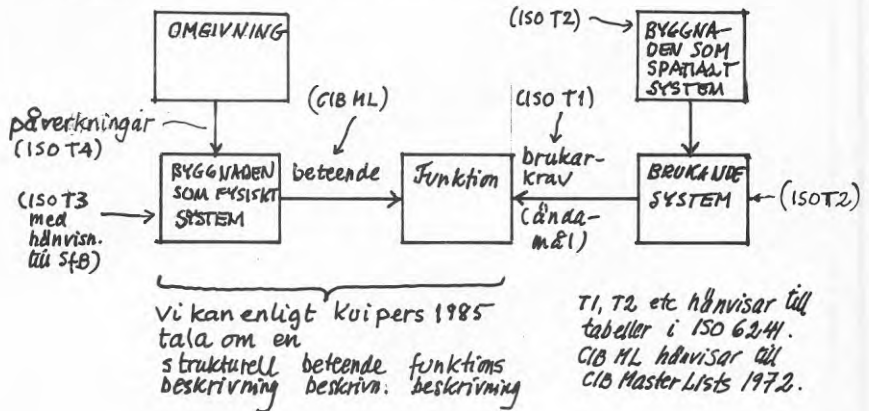 OMGIVNING
påverkningar
(ISO T4)
(ISO T3
med
hänvisn.
till SfB)
BYGGNADEN
SOM FYSISKT
SYSTEM
(CIB ML)
beteende
Funktion
(ISO T1)
brukar-
krav
(ända-
mål)
(ISO T2)
BYGGNA-
DEN SOM
SPATIALT
SYSTEM
BRUKANDE
SYSTEM
(ISO T2)
Vi kan enligt Kuipers 1985
tala om en
strukturell beteende funktions
beskrivning beskrivn. beskrivning
T1, T2 etc hänvisar till
tabeller i ISO 6241.
CIB ML hänvisar till
CIB Master Lists 1972.